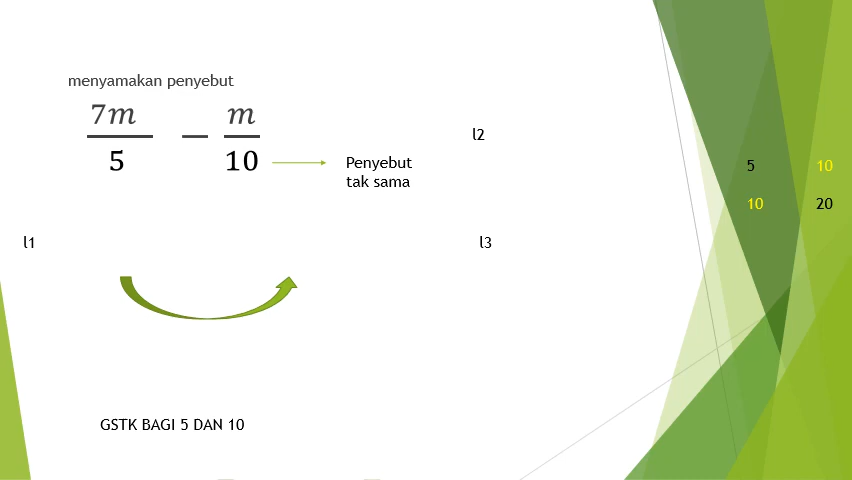 menyamakan penyebut
7m/5 − m/10
Penyebut
tak sama
l2
5 10
10 20
l1
l3
GSTK BAGI 5 DAN 10